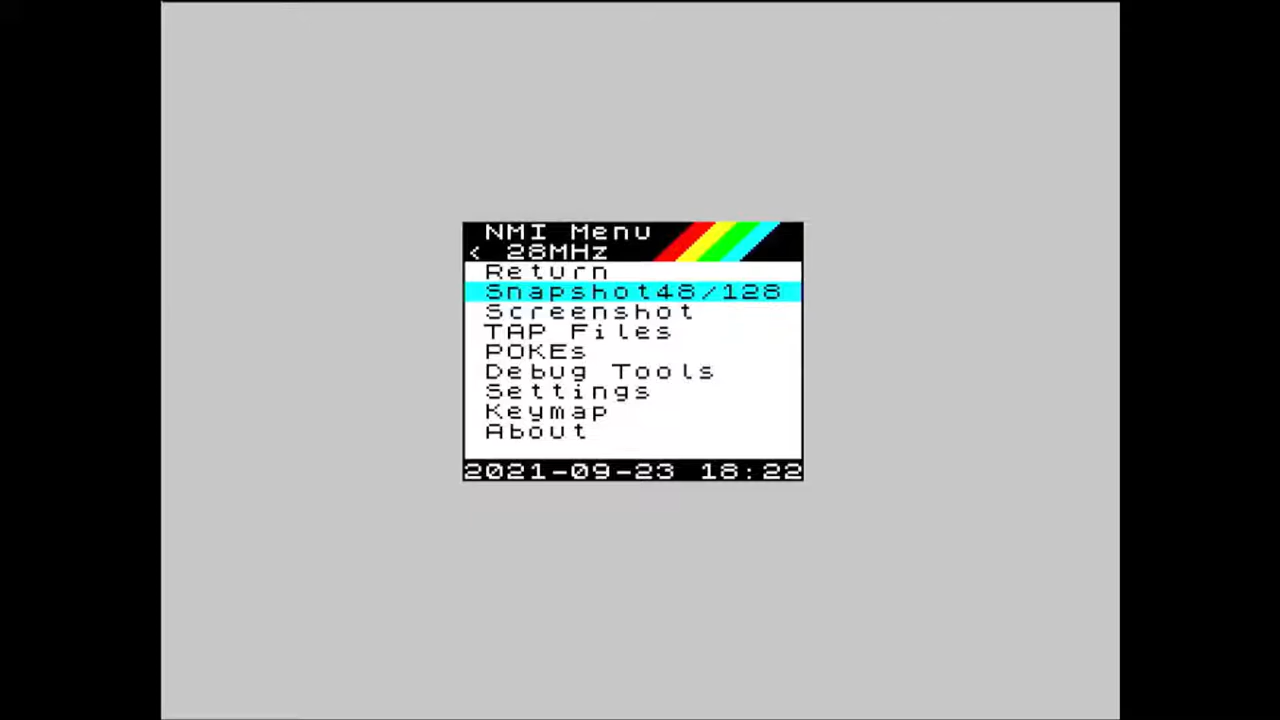 NMI Menu
< 28MHz
Return
Snapshot48/128
Screenshot
TAP Files
POKEs
Debug Tools
Settings
Keymap
About
2021-09-23 18:22